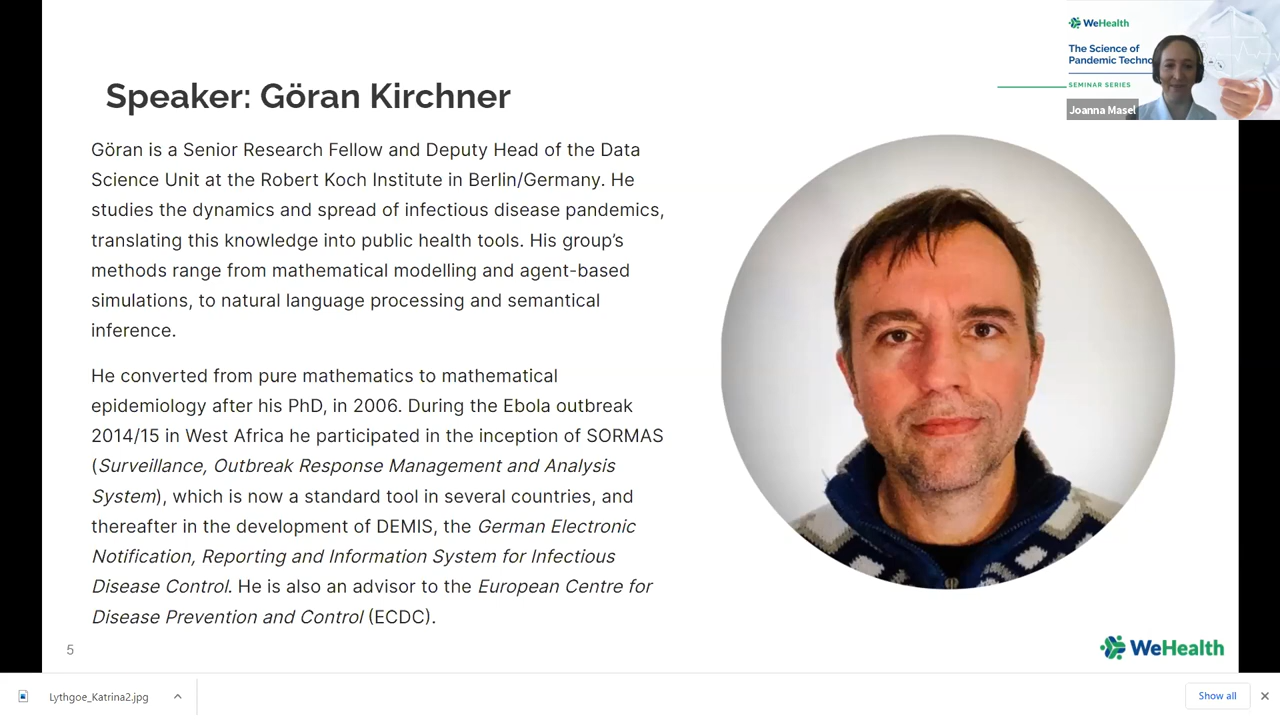 Speaker: Göran Kirchner
Göran is a Senior Research Fellow and Deputy Head of the Data
Science Unit at the Robert Koch Institute in Berlin/Germany. He
studies the dynamics and spread of infectious disease pandemics,
translating this knowledge into public health tools. His group's
methods range from mathematical modelling and agent-based
simulations, to natural language processing and semantical
inference.
He converted from pure mathematics to mathematical
epidemiology after his PhD, in 2006. During the Ebola outbreak
2014/15 in West Africa he participated in the inception of SORMAS
(Surveillance, Outbreak Response Management and Analysis
System), which is now a standard tool in several countries, and
thereafter in the development of DEMIS, the German Electronic
Notification, Reporting and Information System for Infectious
Disease Control. He is also an advisor to the European Centre for
Disease Prevention and Control (ECDC).
5
WeHealth
WeHealth
The Science of
Pandemic Techno
SEMINAR SERIES
Joanna Masel
Lythgoe_Katrina2.jpg
Show all